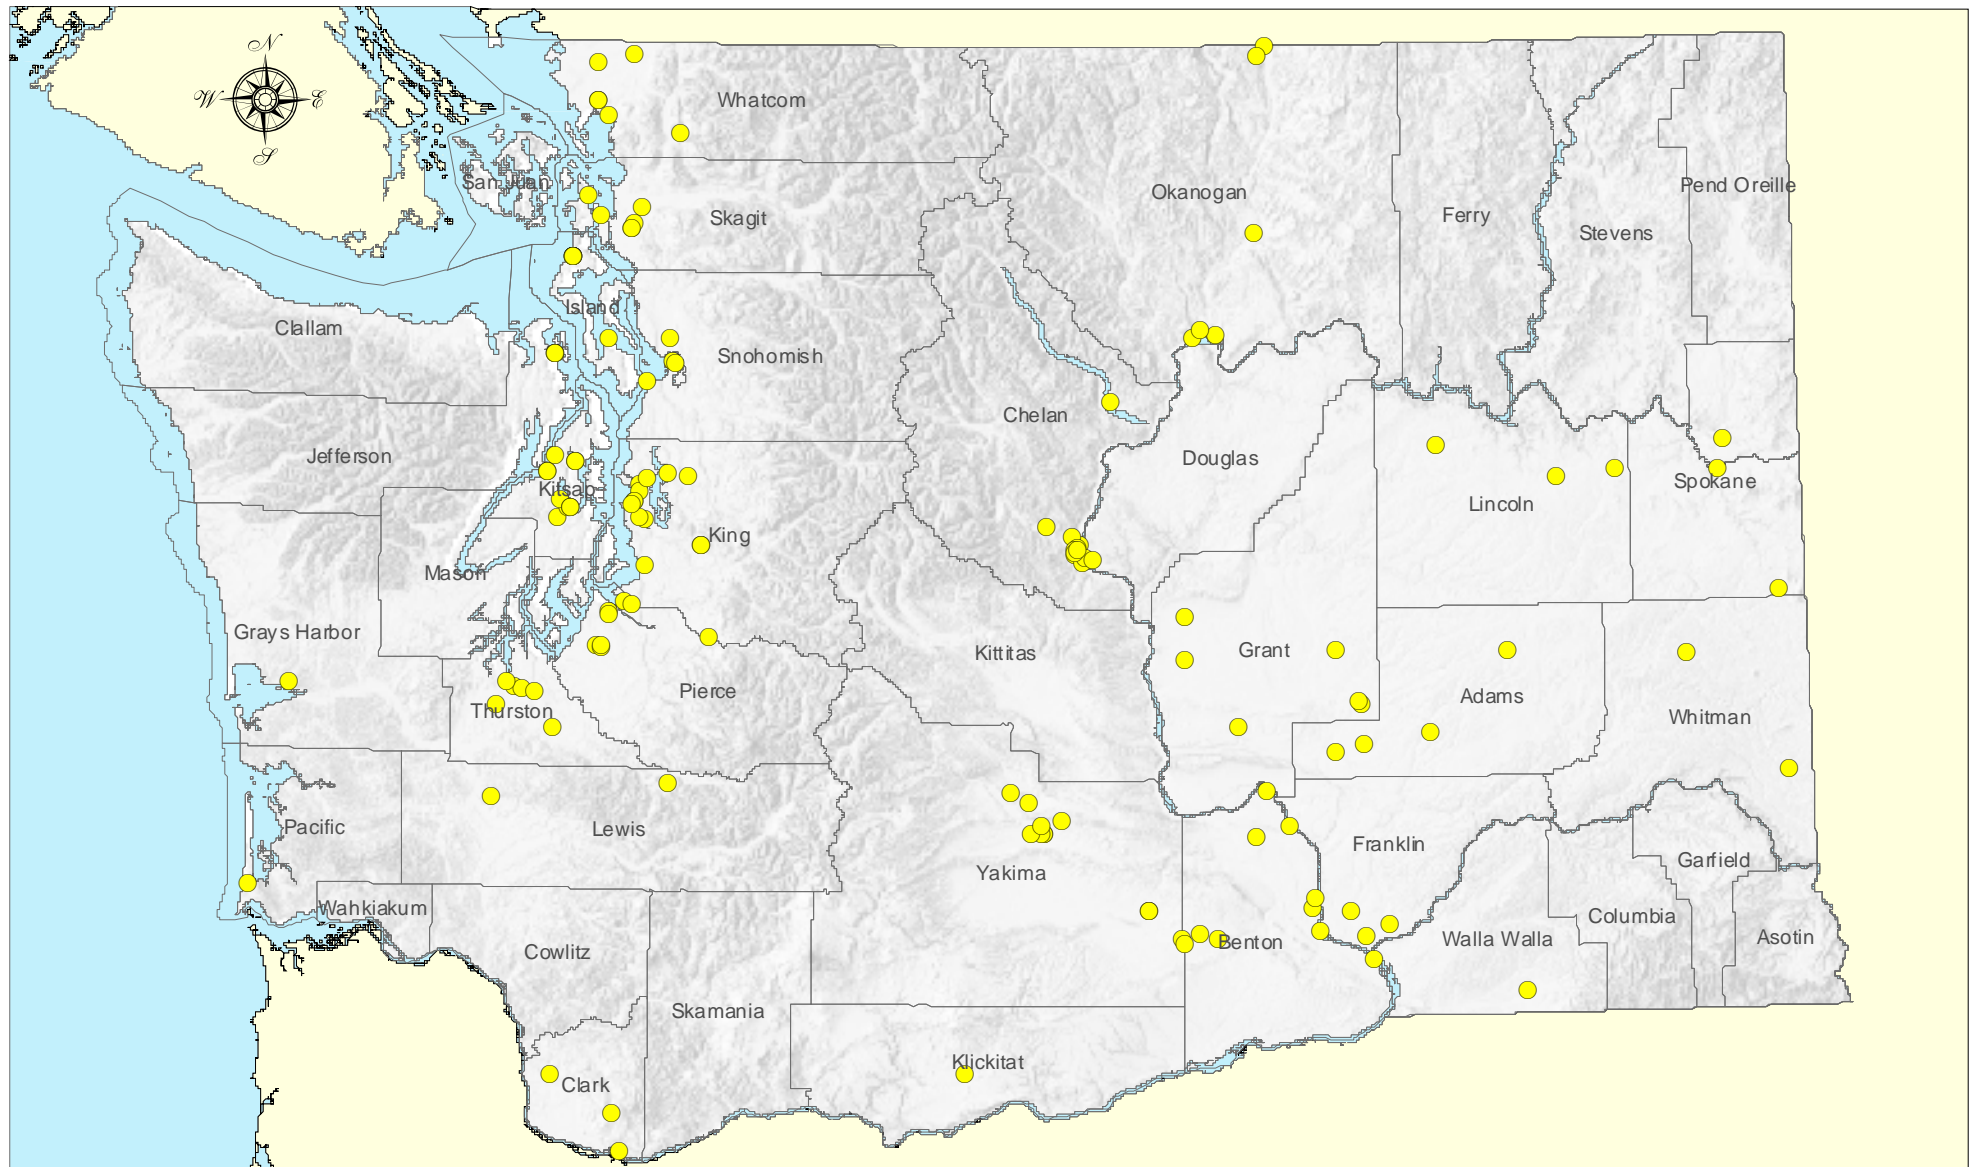 N
W E
S
Whatcom
San Juan
Skagit
Okanogan
Ferry
Stevens
Pend Oreille
Clallam
Island
Snohomish
Chelan
Douglas
Jefferson
Kitsap
King
Lincoln
Spokane
Mason
Grays Harbor
Kittitas
Grant
Adams
Whitman
Thurston
Pierce
Pacific
Lewis
Yakima
Franklin
Garfield
Wahkiakum
Cowlitz
Benton
Walla Walla
Columbia
Asotin
Skamania
Klickitat
Clark